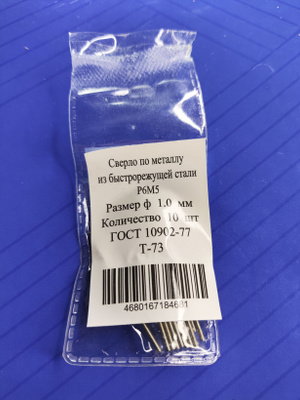 Сверло по металлу
из быстрорежущей стали
Р6М5
Размер ф 1.0 мм
Количество 10 шт
ГОСТ 10902-77
Т-73
4680167184681